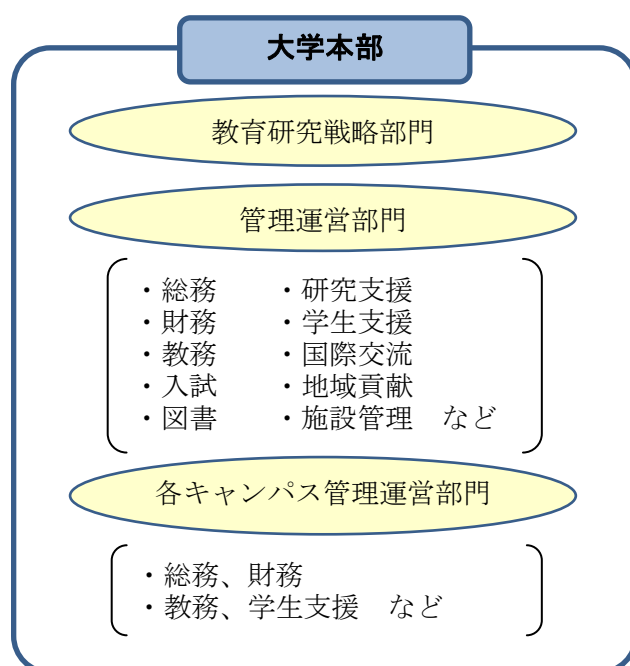 大学本部
教育研究戦略部門
管理運営部門
・総務　・研究支援
・財務　・学生支援
・教務　・国際交流
・入試　・地域貢献
・図書　・施設管理　など
各キャンパス管理運営部門
・総務、財務
・教務、学生支援　など